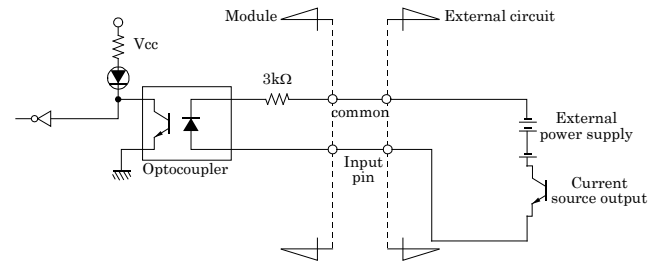 Module
External circuit
Vcc
3kΩ
common
External
power supply
Input
pin
Optocoupler
Current
source output